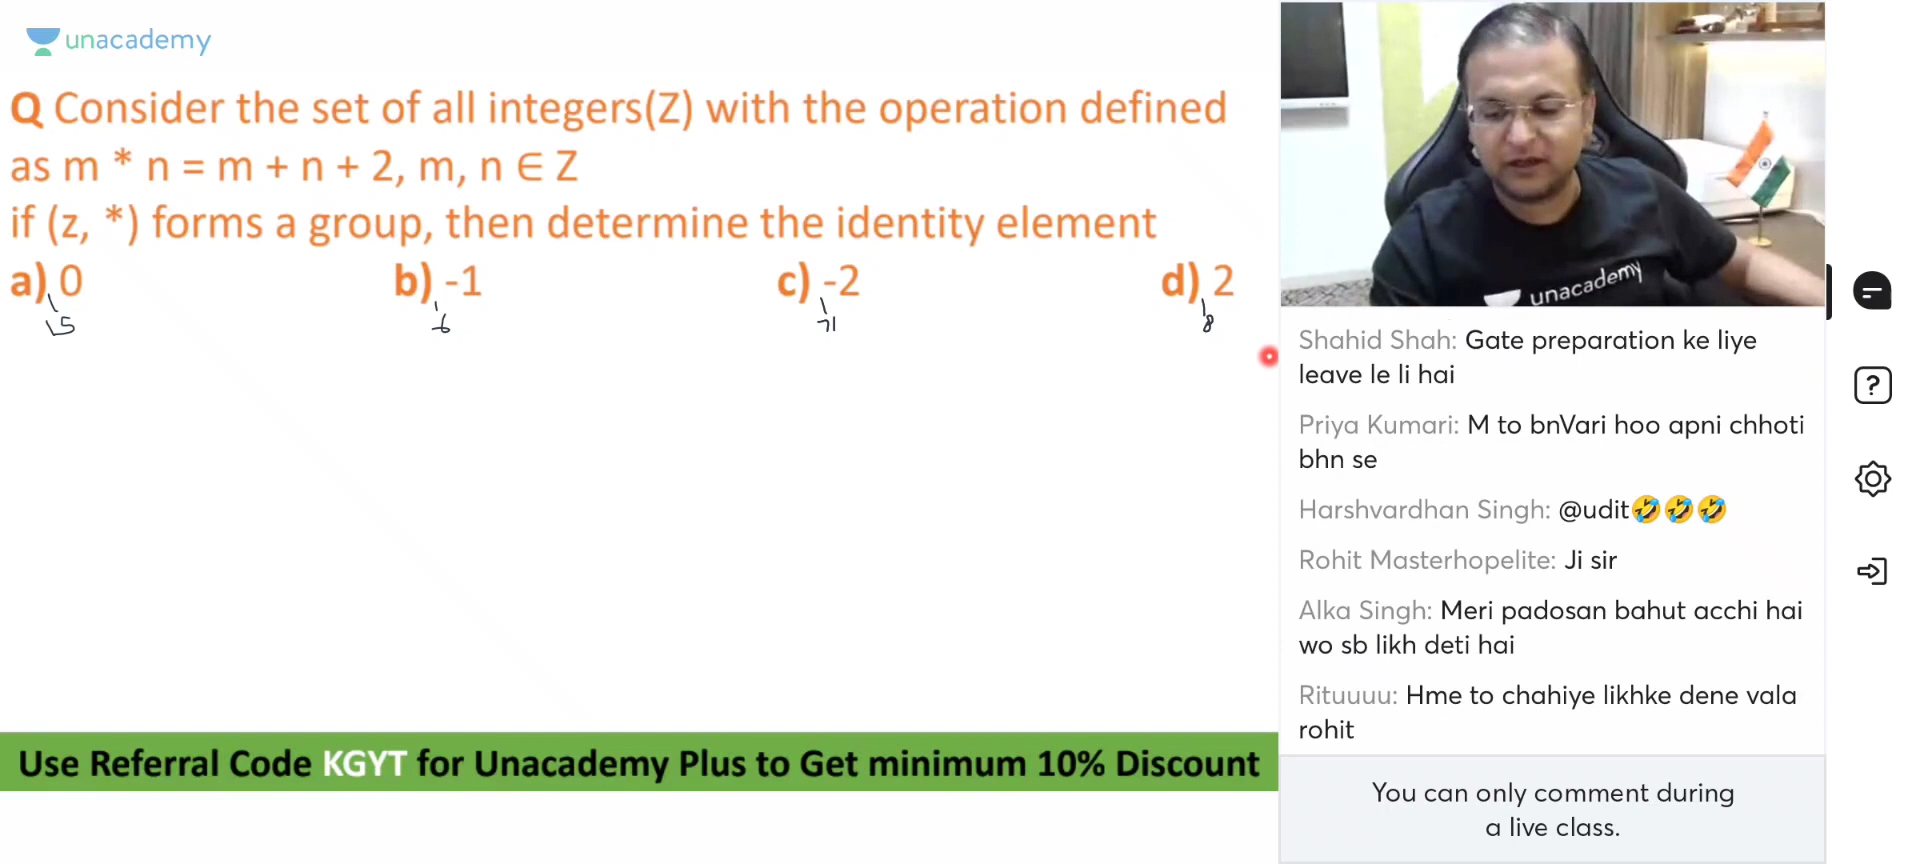 unacademy
Q Consider the set of all integers(Z) with the operation defined
as m * n = m + n + 2, m, n ∈ Z
if (z, *) forms a group, then determine the identity element
a) 0 b) -1 c) -2 d) 2
15 -6 71 8
unacademy
Shahid Shah: Gate preparation ke liye
leave le li hai
Priya Kumari: M to bnVari hoo apni chhoti
bhn se
Harshvardhan Singh: @udit🤣🤣🤣
Rohit Masterhopelite: Ji sir
Alka Singh: Meri padosan bahut acchi hai
wo sb likh deti hai
Rituuuu: Hme to chahiye likhke dene vala
rohit
Use Referral Code KGYT for Unacademy Plus to Get minimum 10% Discount
You can only comment during
a live class.